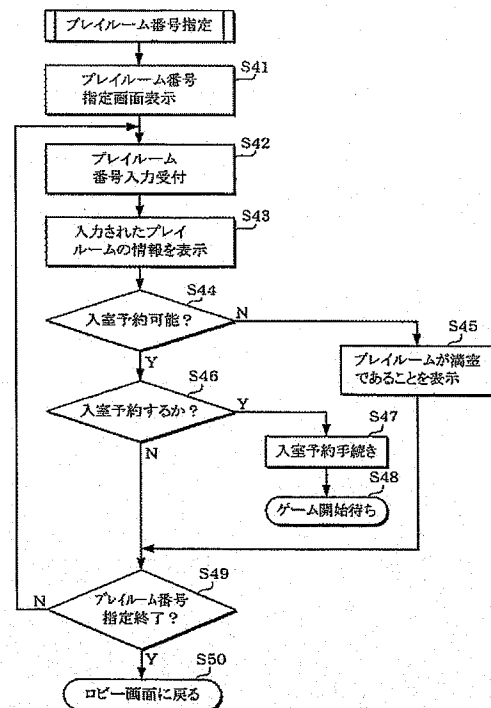 プレイルーム番号指定
S41
プレイルーム番号
指定画面表示
S42
プレイルーム
番号入力受付
S43
入力されたプレイ
ルームの情報を表示
S44
入室予約可能？
N
Y
S45
プレイルームが満室
であることを表示
S46
入室予約するか？
Y
N
S47
入室予約手続き
S48
ゲーム開始待ち
S49
プレイルーム番号
指定終了？
N
Y
S50
ロビー画面に戻る